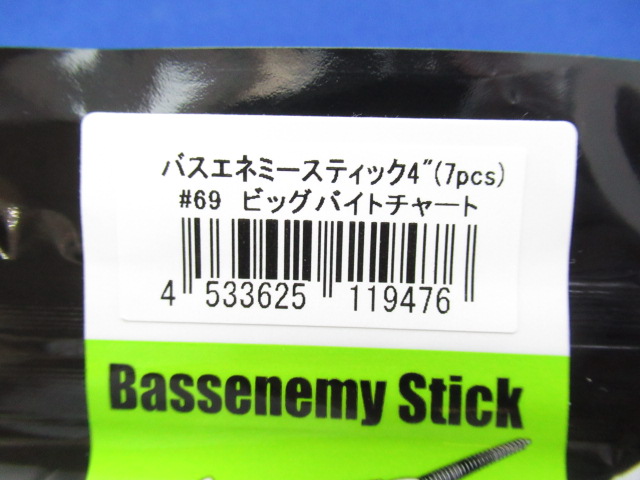 バスエネミースティック4"(7pcs)
#69 ビッグバイトチャート
4 533625 119476
Bassenemy Stick